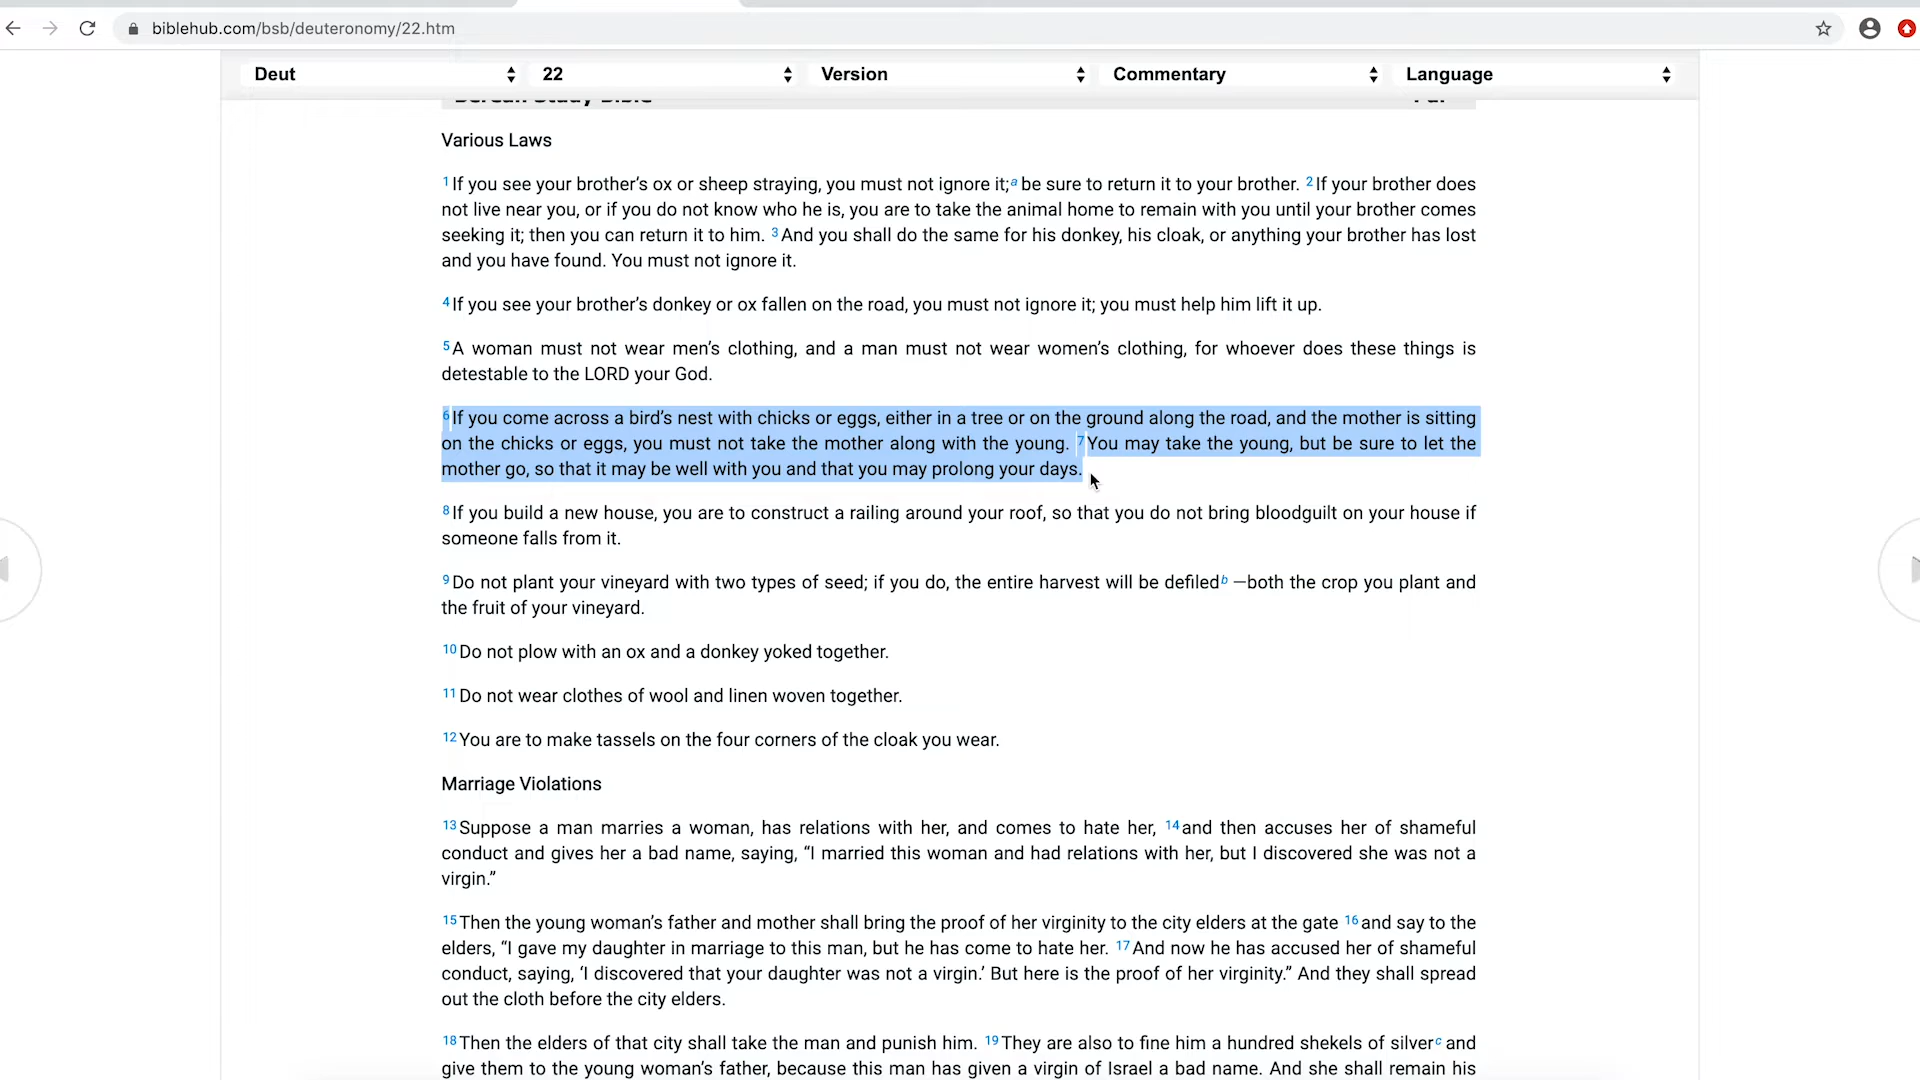 biblehub.com/bsb/deuteronomy/22.htm
Deut 22 Version Commentary Language
Berean Study Bible
Various Laws
1 If you see your brother’s ox or sheep straying, you must not ignore it;a be sure to return it to your brother. 2 If your brother does
not live near you, or if you do not know who he is, you are to take the animal home to remain with you until your brother comes
seeking it; then you can return it to him. 3 And you shall do the same for his donkey, his cloak, or anything your brother has lost
and you have found. You must not ignore it.
4 If you see your brother’s donkey or ox fallen on the road, you must not ignore it; you must help him lift it up.
5 A woman must not wear men’s clothing, and a man must not wear women’s clothing, for whoever does these things is
detestable to the LORD your God.
6 If you come across a bird’s nest with chicks or eggs, either in a tree or on the ground along the road, and the mother is sitting
on the chicks or eggs, you must not take the mother along with the young. 7 You may take the young, but be sure to let the
mother go, so that it may be well with you and that you may prolong your days.
8 If you build a new house, you are to construct a railing around your roof, so that you do not bring bloodguilt on your house if
someone falls from it.
9 Do not plant your vineyard with two types of seed; if you do, the entire harvest will be defiledb —both the crop you plant and
the fruit of your vineyard.
10 Do not plow with an ox and a donkey yoked together.
11 Do not wear clothes of wool and linen woven together.
12 You are to make tassels on the four corners of the cloak you wear.
Marriage Violations
13 Suppose a man marries a woman, has relations with her, and comes to hate her, 14 and then accuses her of shameful
conduct and gives her a bad name, saying, “I married this woman and had relations with her, but I discovered she was not a
virgin.”
15 Then the young woman’s father and mother shall bring the proof of her virginity to the city elders at the gate 16 and say to the
elders, “I gave my daughter in marriage to this man, but he has come to hate her. 17 And now he has accused her of shameful
conduct, saying, ‘I discovered that your daughter was not a virgin.’ But here is the proof of her virginity.” And they shall spread
out the cloth before the city elders.
18 Then the elders of that city shall take the man and punish him. 19 They are also to fine him a hundred shekels of silverc and
give them to the young woman’s father, because this man has given a virgin of Israel a bad name. And she shall remain his